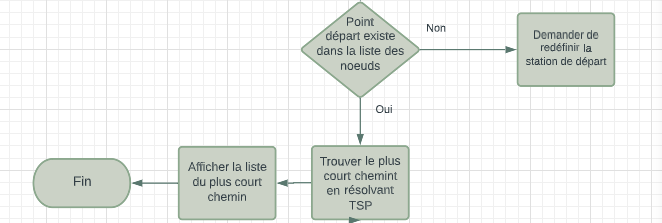 Point
départ existe
dans la liste des
noeuds
Non
Demander de
redéfinir la
station de départ
Oui
Trouver le plus
court chemint
en résolvant
TSP
Afficher la liste
du plus court
chemin
Fin